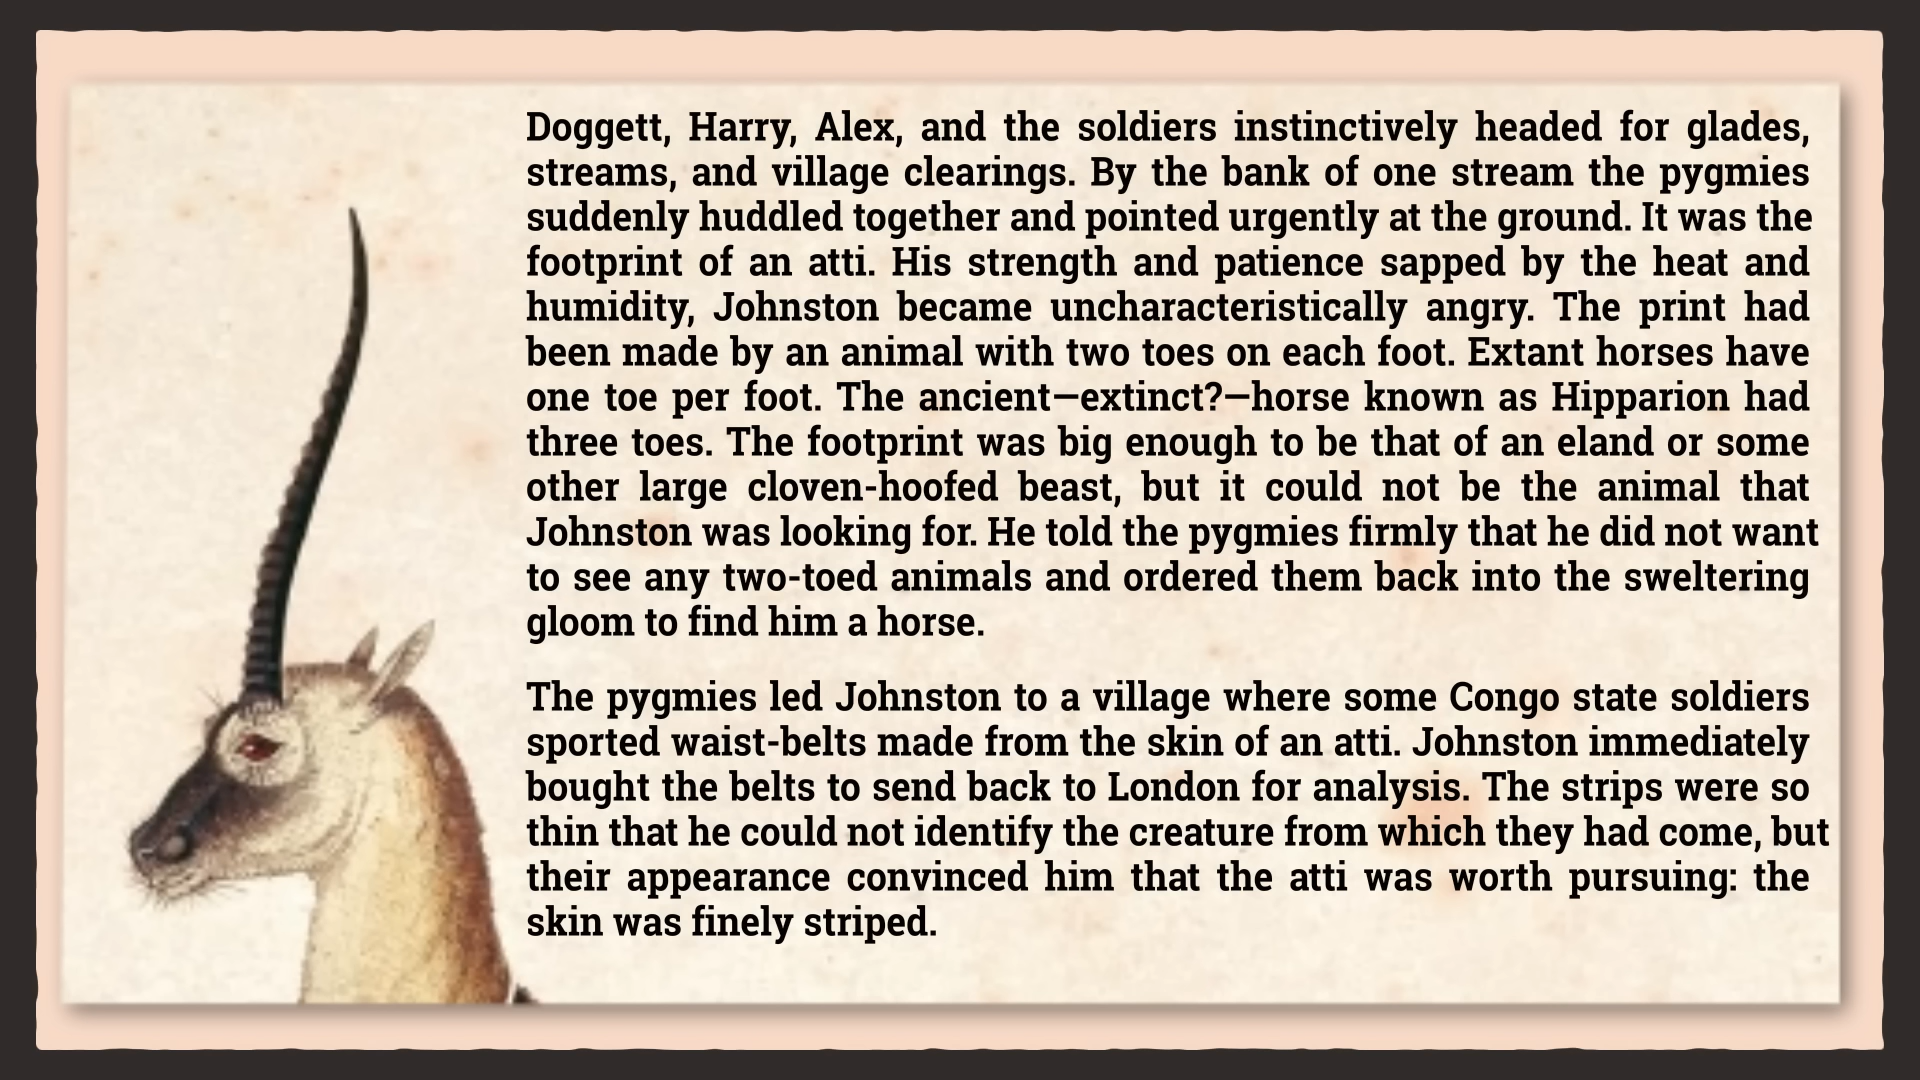 Doggett, Harry, Alex, and the soldiers instinctively headed for glades,
streams, and village clearings. By the bank of one stream the pygmies
suddenly huddled together and pointed urgently at the ground. It was the
footprint of an atti. His strength and patience sapped by the heat and
humidity, Johnston became uncharacteristically angry. The print had
been made by an animal with two toes on each foot. Extant horses have
one toe per foot. The ancient—extinct?—horse known as Hipparion had
three toes. The footprint was big enough to be that of an eland or some
other large cloven-hoofed beast, but it could not be the animal that
Johnston was looking for. He told the pygmies firmly that he did not want
to see any two-toed animals and ordered them back into the sweltering
gloom to find him a horse.
The pygmies led Johnston to a village where some Congo state soldiers
sported waist-belts made from the skin of an atti. Johnston immediately
bought the belts to send back to London for analysis. The strips were so
thin that he could not identify the creature from which they had come, but
their appearance convinced him that the atti was worth pursuing: the
skin was finely striped.